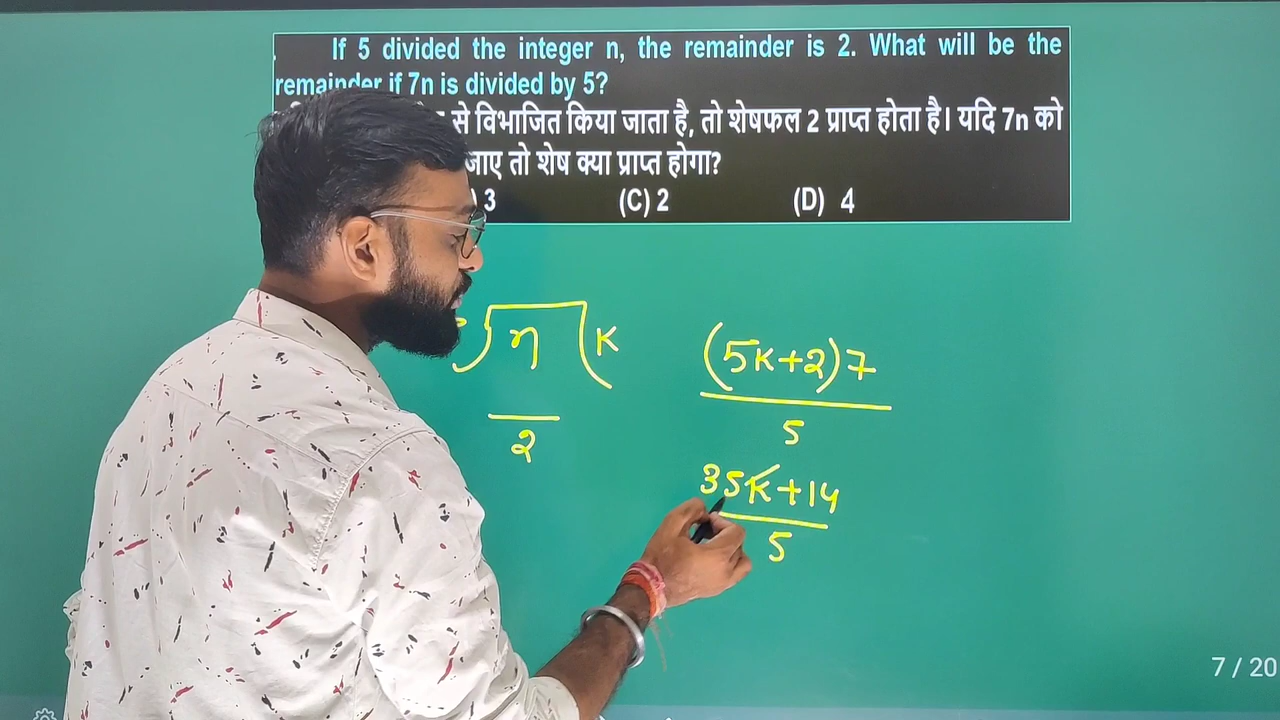 If 5 divided the integer n, the remainder is 2. What will be the
remainder if 7n is divided by 5?
से विभाजित किया जाता है, तो शेषफल 2 प्राप्त होता है। यदि 7n को
जाए तो शेष क्या प्राप्त होगा?
) 3 (C) 2 (D) 4
n K
2
(5K+2)7
5
35K+14
5
7 / 20